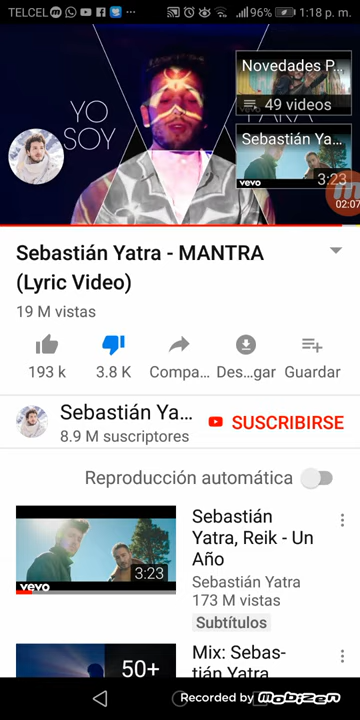 TELCEL 96% 1:18 p. m.
Novedades P...
49 videos
YO
SOY
PARA
Sebastián Ya...
vevo
3:23
02:07
Sebastián Yatra - MANTRA
(Lyric Video)
19 M vistas
193 k
3.8 K
Compa...
Des...gar
Guardar
Sebastián Ya...
SUSCRIBIRSE
8.9 M suscriptores
Reproducción automática
Sebastián
Yatra, Reik - Un
Año
vevo
3:23
Sebastián Yatra
173 M vistas
Subtítulos
50+
Mix: Sebas-
tián Yatra
Recorded by Mobizen